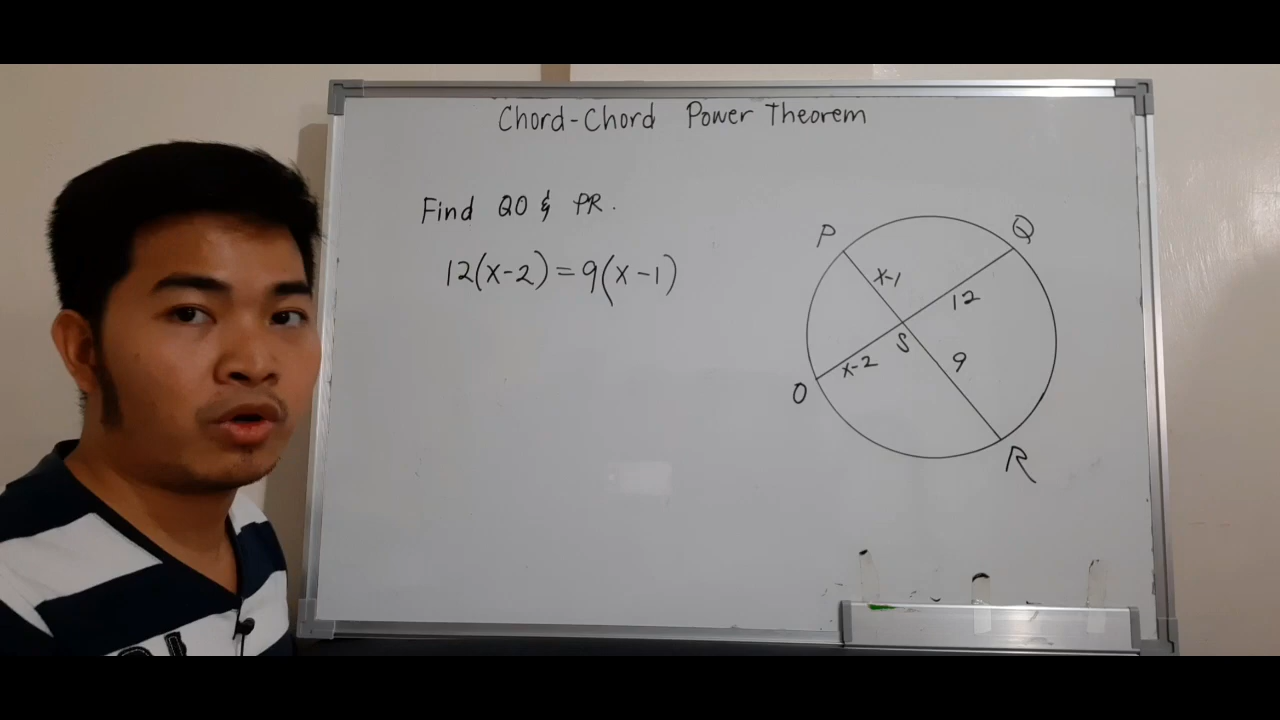 Chord-Chord Power Theorem
Find QO & PR.
12(x-2)=9(x-1)
P
Q
x-1
12
S
x-2
9
O
R